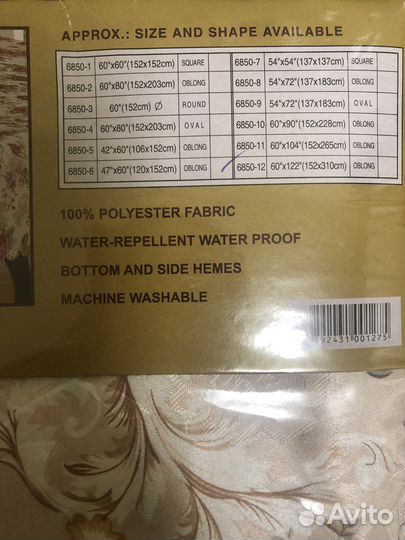 APPROX.: SIZE AND SHAPE AVAILABLE
6850-1 60"x60"(152x152cm) SQUARE 6850-7 54"x54"(137x137cm) SQUARE
6850-2 60"x80"(152x203cm) OBLONG 6850-8 54"x72"(137x183cm) OBLONG
6850-3 60"(152cm) Ø ROUND 6850-9 54"x72"(137x183cm) OVAL
6850-4 60"x80"(152x203cm) OVAL 6850-10 60"x90"(152x228cm) OBLONG
6850-5 42"x60"(106x152cm) OBLONG 6850-11 60"x104"(152x265cm) OBLONG
6850-6 47"x60"(120x152cm) OBLONG 6850-12 60"x122"(152x310cm) OBLONG
100% POLYESTER FABRIC
WATER-REPELLENT WATER PROOF
BOTTOM AND SIDE HEMES
MACHINE WASHABLE
92431 001275
Avito